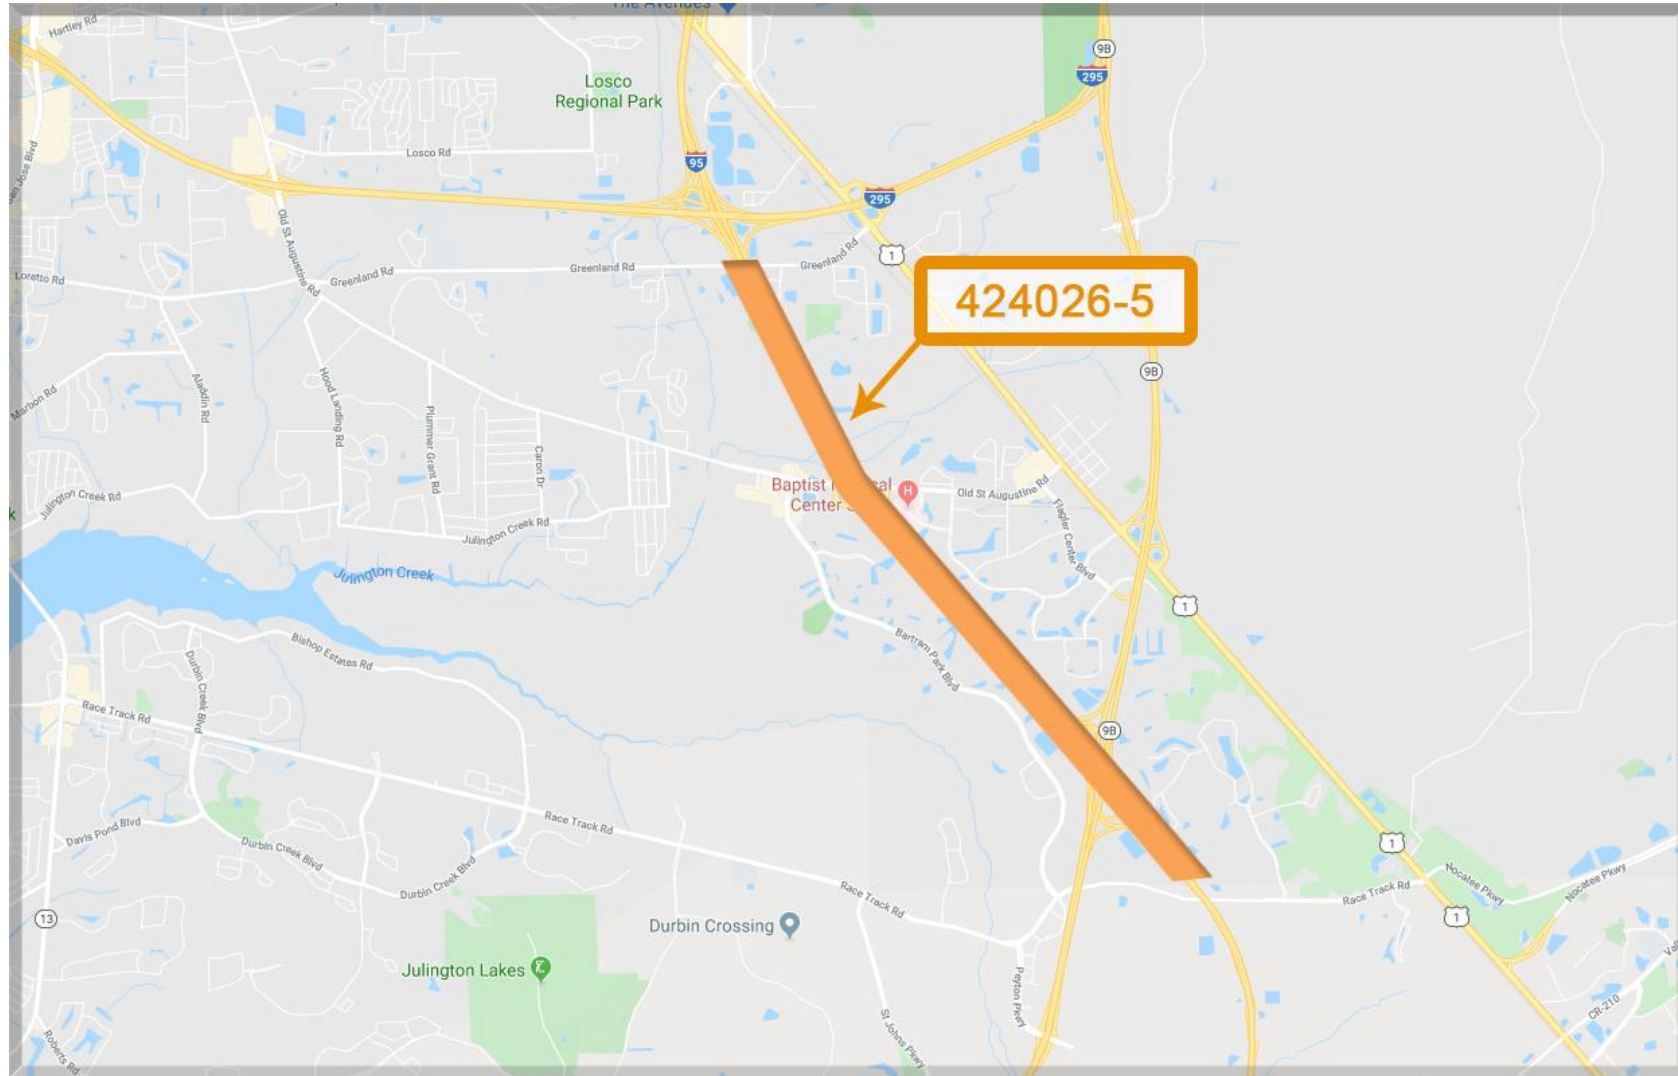 The Avenues
Hartley Rd
9B
295
Losco
Regional Park
Losco Rd
95
295
Old St Augustine Rd
1
Greenland Rd
Greenland Rd
Greenland Rd
Loretto Rd
424026-5
9B
Marbon Rd
Aladdin Rd
Hood Landing Rd
Plummer Grant Rd
Caron Dr
Baptist
Center
H
Old St Augustine Rd
Flagler Center Blvd
Julington Creek Rd
Julington Creek Rd
Julington Creek
1
Bartram Park Blvd
Bishop Estates Rd
Durbin Creek Blvd
Race Track Rd
9B
Race Track Rd
Davis Pond Blvd
Durbin Creek Blvd
Durbin Creek Blvd
1
Nocatee Pkwy
Nocatee Pkwy
Race Track Rd
Race Track Rd
13
1
Durbin Crossing
Julington Lakes
Peyton Pkwy
St Johns Pkwy
CR-210
Roberts Rd